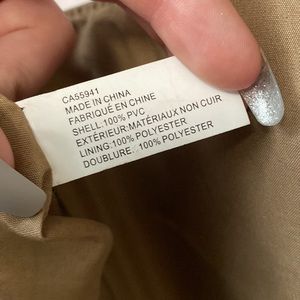 CA55941
MADE IN CHINA
FABRIQUÉ EN CHINE
SHELL:100% PVC
EXTÉRIEUR:MATÉRIAUX NON CUIR
LINING:100% POLYESTER
DOUBLURE. :100% POLYESTER